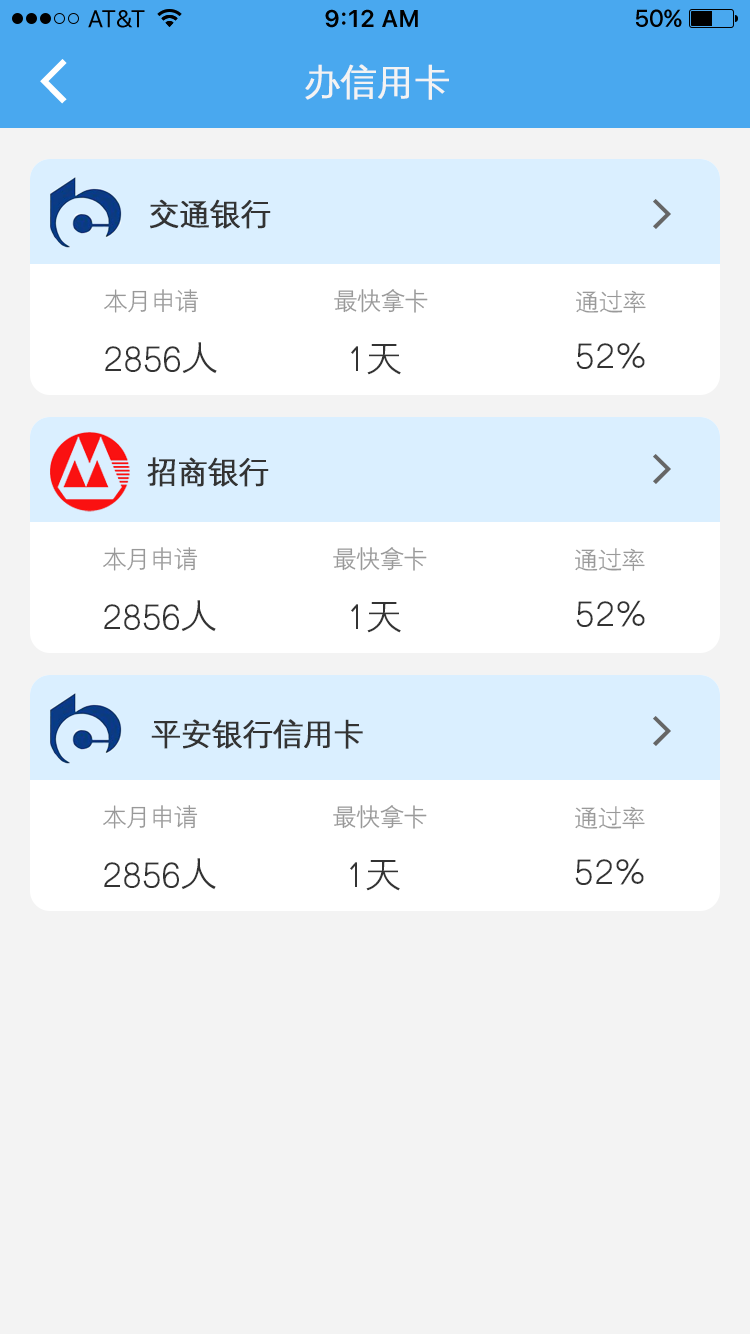 AT&T 9:12 AM 50%
办信用卡
交通银行
本月申请 最快拿卡 通过率
2856人 1天 52%
招商银行
本月申请 最快拿卡 通过率
2856人 1天 52%
平安银行信用卡
本月申请 最快拿卡 通过率
2856人 1天 52%